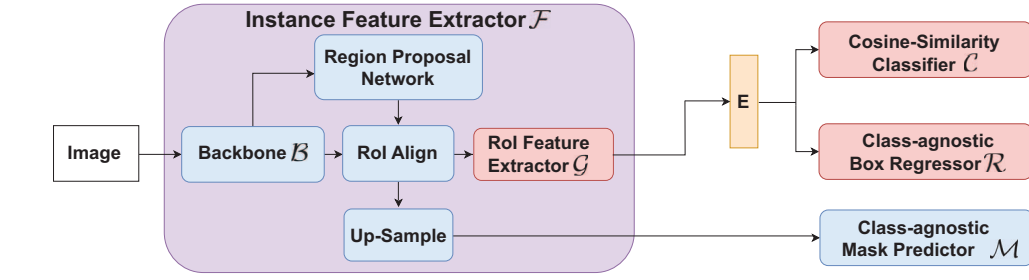 Instance Feature Extractor ℱ
Region Proposal
Network
Cosine-Similarity
Classifier 𝒞
E
Image
Backbone ℬ
RoI Align
RoI Feature
Extractor 𝒢
Class-agnostic
Box Regressor ℛ
Up-Sample
Class-agnostic
Mask Predictor ℳ